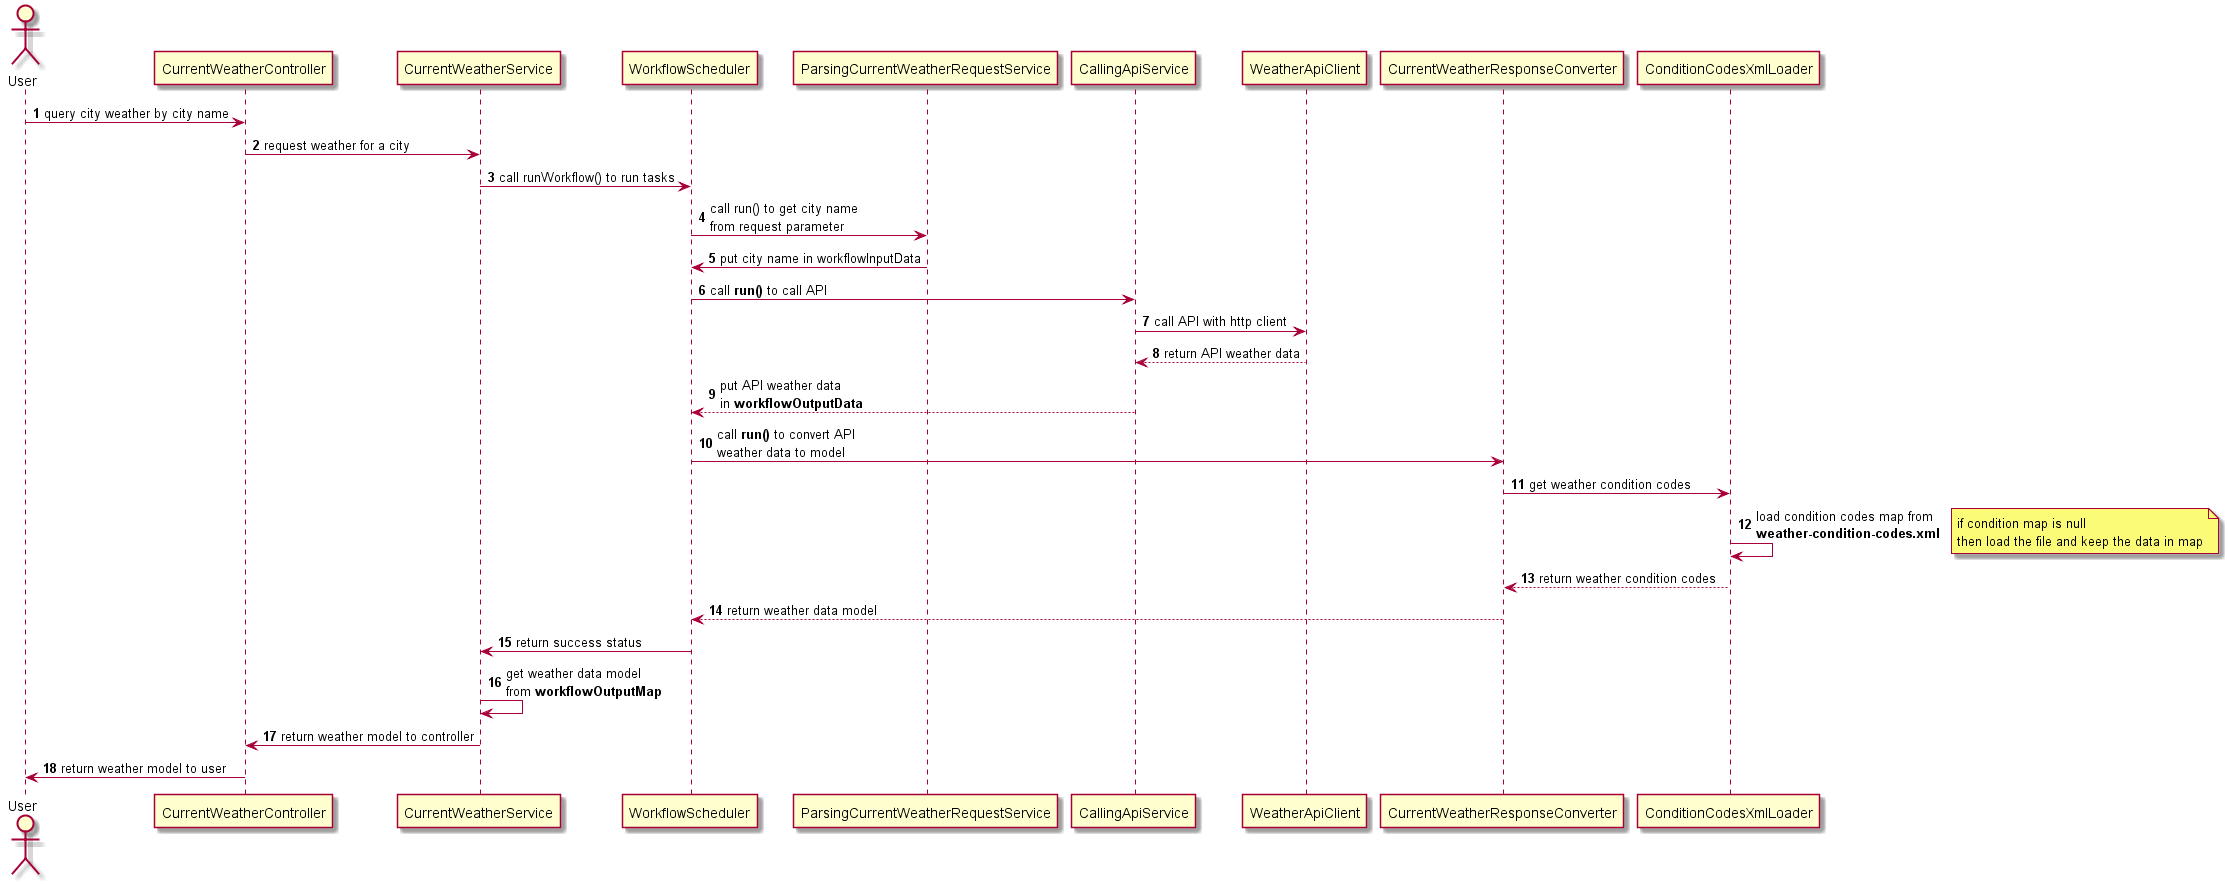 User
CurrentWeatherController
CurrentWeatherService
WorkflowScheduler
ParsingCurrentWeatherRequestService
CallingApiService
WeatherApiClient
CurrentWeatherResponseConverter
ConditionCodesXmlLoader
1 query city weather by city name
2 request weather for a city
3 call runWorkflow() to run tasks
4 call run() to get city name
from request parameter
5 put city name in workflowInputData
6 call run() to call API
7 call API with http client
8 return API weather data
9 put API weather data
in workflowOutputData
10 call run() to convert API
weather data to model
11 get weather condition codes
12 load condition codes map from
weather-condition-codes.xml
if condition map is null
then load the file and keep the data in map
13 return weather condition codes
14 return weather data model
15 return success status
16 get weather data model
from workflowOutputMap
17 return weather model to controller
18 return weather model to user
User
CurrentWeatherController
CurrentWeatherService
WorkflowScheduler
ParsingCurrentWeatherRequestService
CallingApiService
WeatherApiClient
CurrentWeatherResponseConverter
ConditionCodesXmlLoader